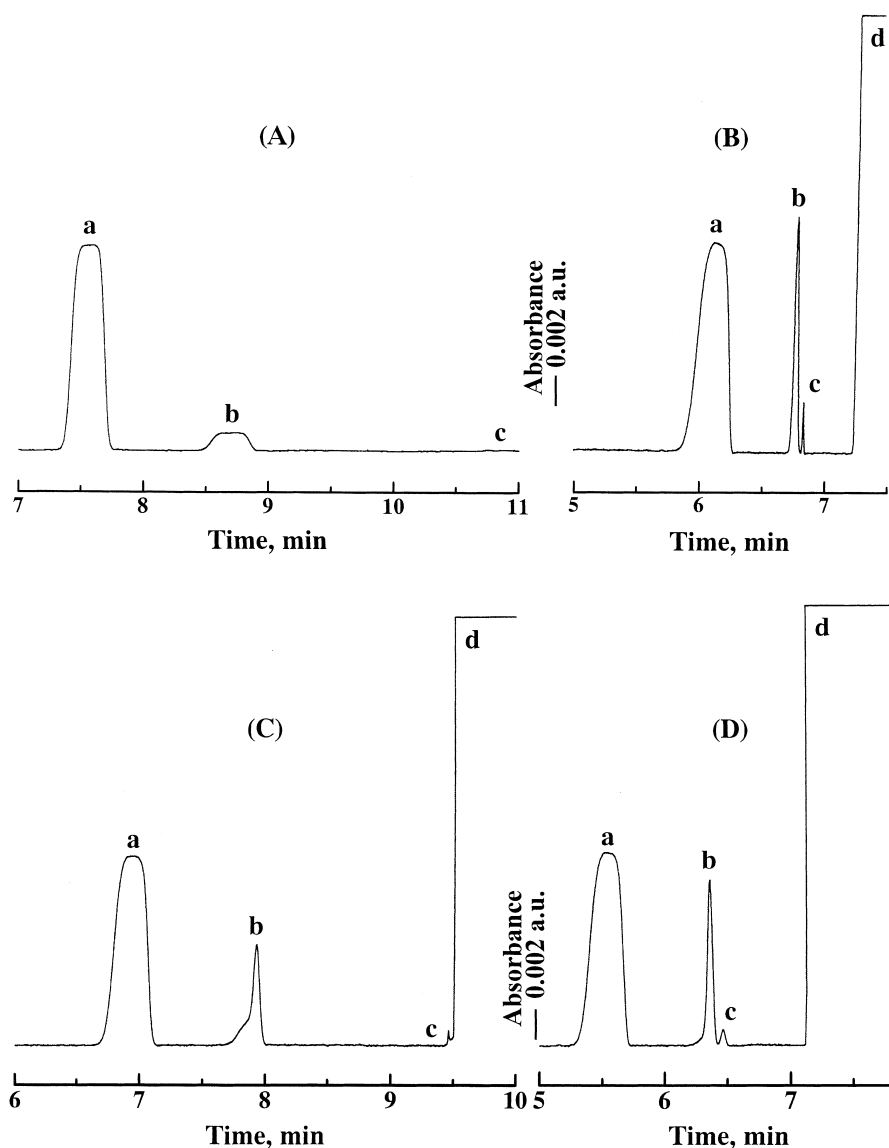 (A)
a
b
c
7 8 9 10 11
Time, min
(B)
a
b
c
d
Absorbance
0.002 a.u.
5 6 7
Time, min
(C)
a
b
c
d
6 7 8 9 10
Time, min
(D)
a
b
c
d
Absorbance
0.002 a.u.
5 6 7
Time, min